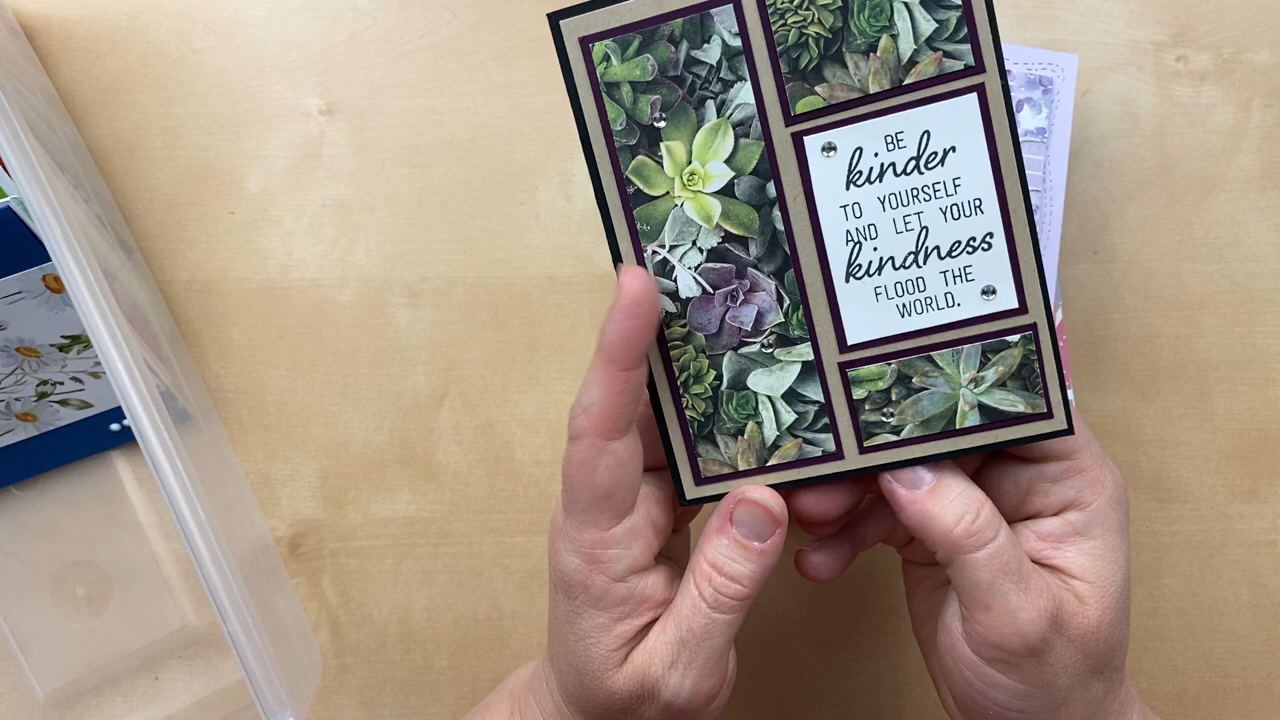 BE
kinder
TO YOURSELF
AND LET YOUR
kindness
FLOOD THE
WORLD.